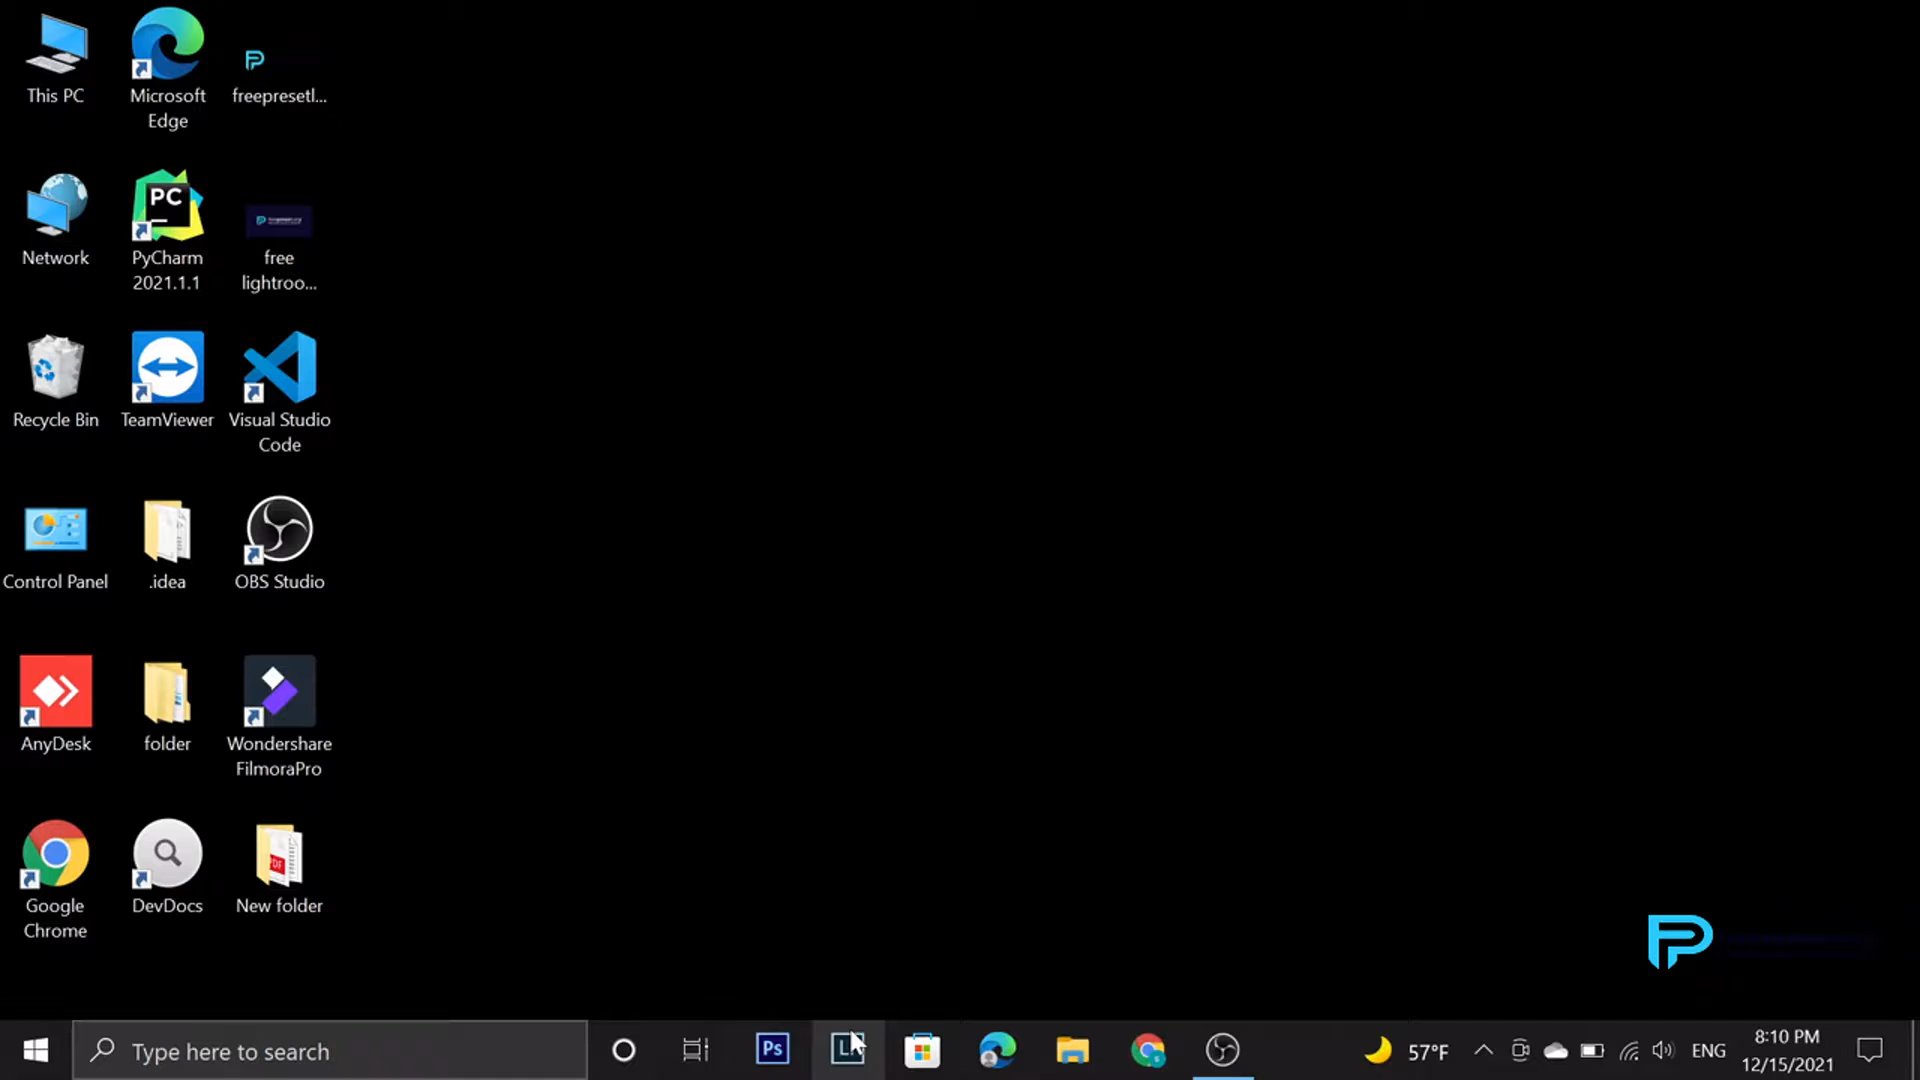 This PC
Microsoft
Edge
freepresetl...
Network
PC
PyCharm
2021.1.1
free
lightroo...
Recycle Bin
TeamViewer
Visual Studio
Code
Control Panel
.idea
OBS Studio
AnyDesk
folder
Wondershare
FilmoraPro
Google
Chrome
DevDocs
PDF
New folder
Type here to search
Ps
57°F
ENG
8:10 PM
12/15/2021